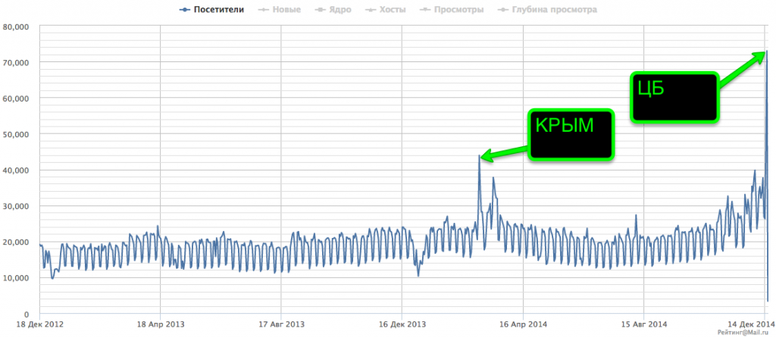 Посетители Новые Ядро Хосты Просмотры Глубина просмотра
80,000
70,000
60,000
50,000
40,000
30,000
20,000
10,000
0
ЦБ
КРЫМ
18 Дек 2012 18 Апр 2013 17 Авг 2013 16 Дек 2013 16 Апр 2014 15 Авг 2014 14 Дек 2014
Рейтинг@Mail.ru